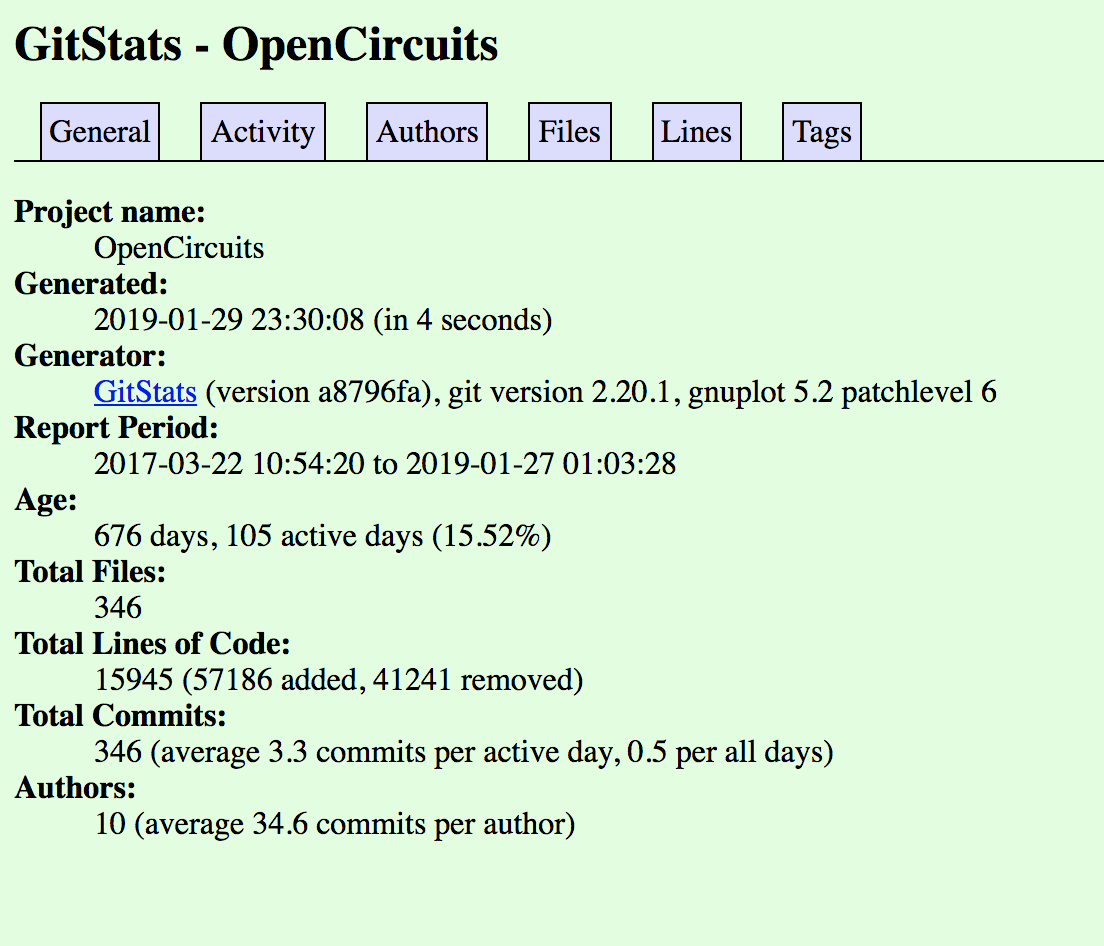 GitStats - OpenCircuits
General Activity Authors Files Lines Tags
Project name:
OpenCircuits
Generated:
2019-01-29 23:30:08 (in 4 seconds)
Generator:
GitStats (version a8796fa), git version 2.20.1, gnuplot 5.2 patchlevel 6
Report Period:
2017-03-22 10:54:20 to 2019-01-27 01:03:28
Age:
676 days, 105 active days (15.52%)
Total Files:
346
Total Lines of Code:
15945 (57186 added, 41241 removed)
Total Commits:
346 (average 3.3 commits per active day, 0.5 per all days)
Authors:
10 (average 34.6 commits per author)